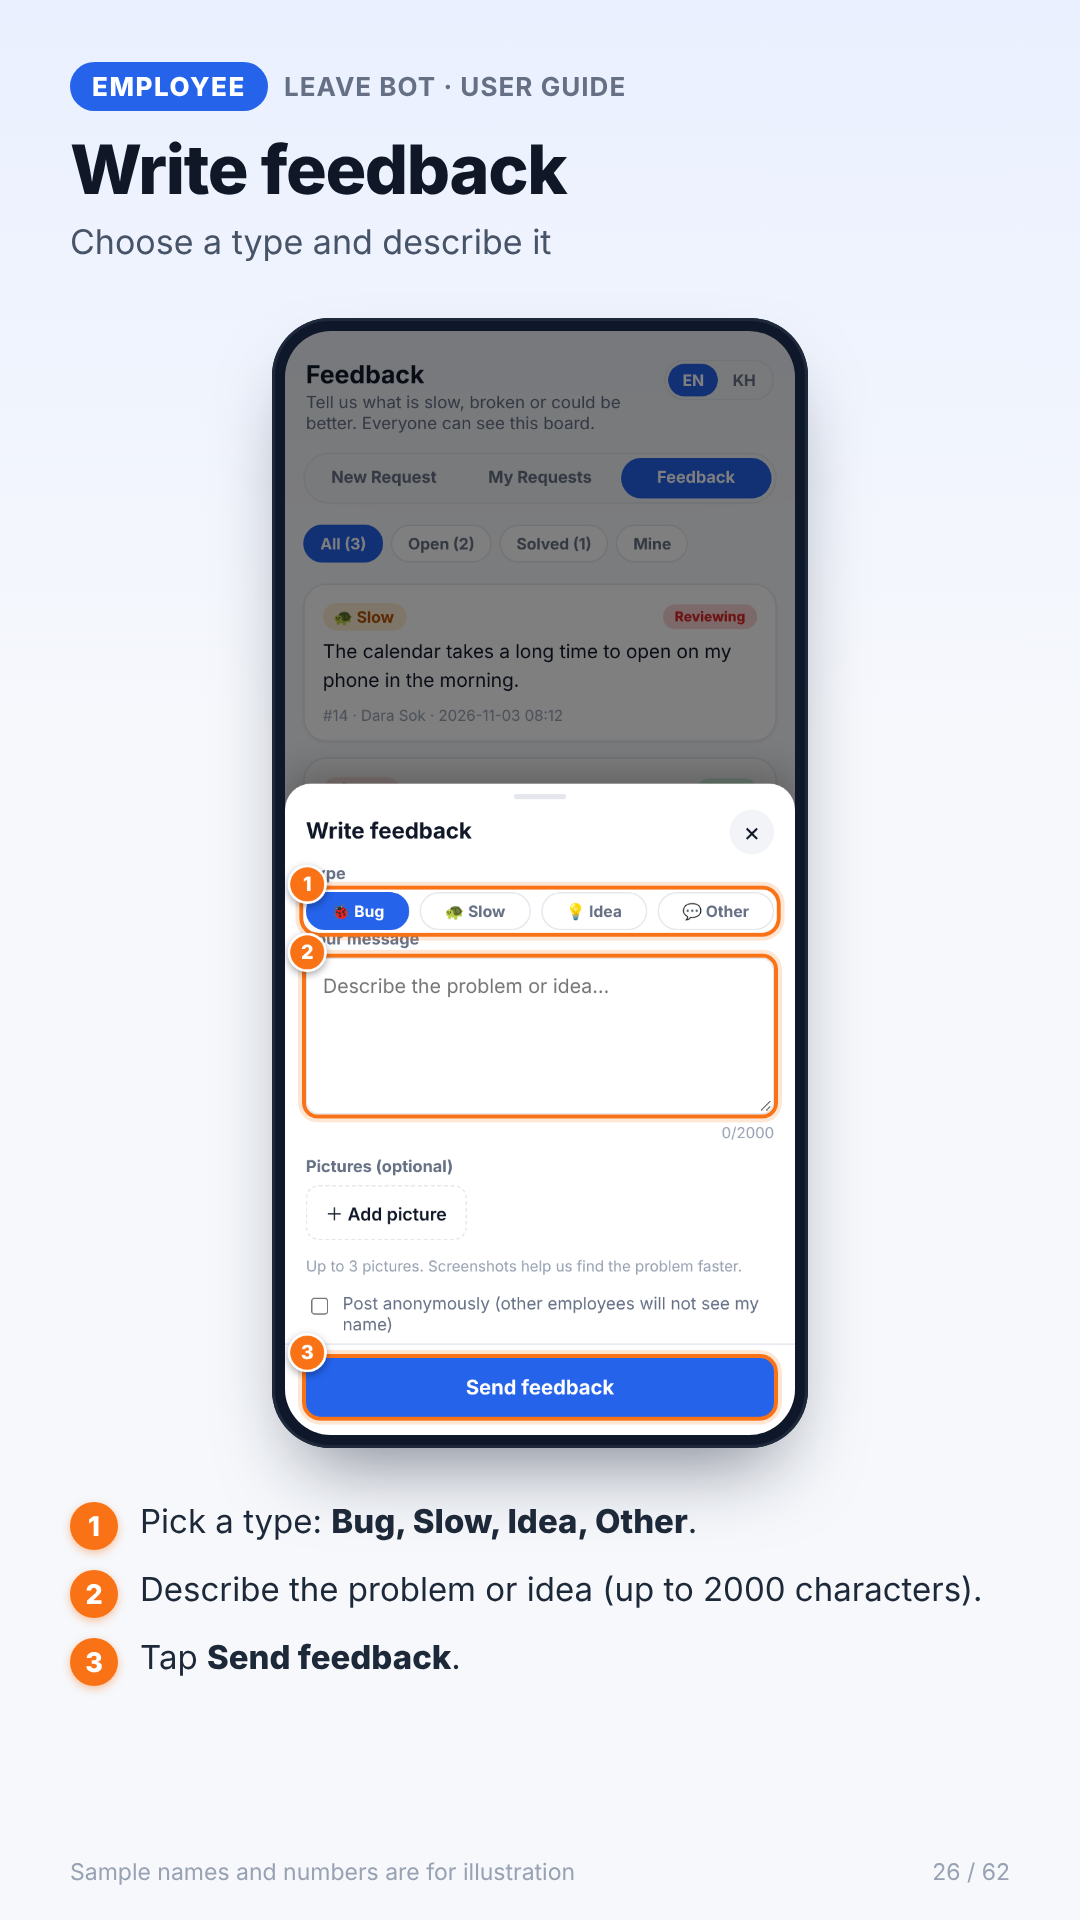 EMPLOYEE LEAVE BOT · USER GUIDE
Write feedback
Choose a type and describe it
Feedback
EN KH
Tell us what is slow, broken or could be
better. Everyone can see this board.
New Request My Requests Feedback
All (3) Open (2) Solved (1) Mine
🐢 Slow Reviewing
The calendar takes a long time to open on my
phone in the morning.
#14 · Dara Sok · 2026-11-03 08:12
Write feedback ×
1
🐞 Bug 🐢 Slow 💡 Idea 💬 Other
2 message
Describe the problem or idea...
0/2000
Pictures (optional)
+ Add picture
Up to 3 pictures. Screenshots help us find the problem faster.
Post anonymously (other employees will not see my
name)
3
Send feedback
1 Pick a type: Bug, Slow, Idea, Other.
2 Describe the problem or idea (up to 2000 characters).
3 Tap Send feedback.
Sample names and numbers are for illustration 26 / 62